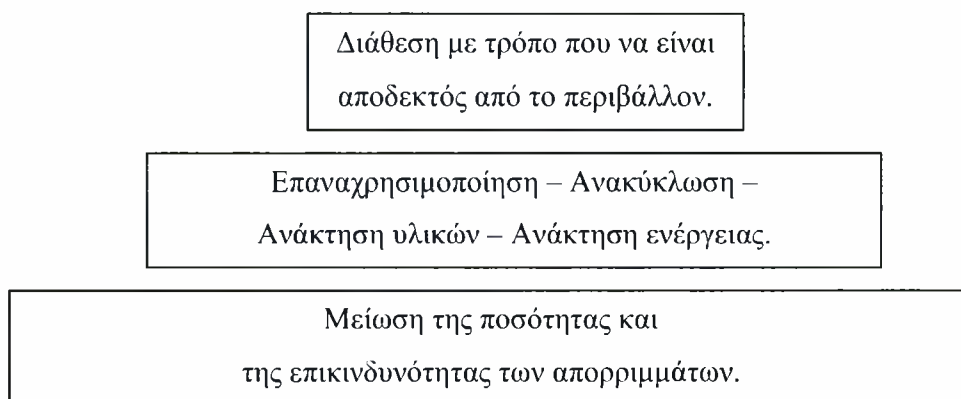 Διάθεση με τρόπο που να είναι
αποδεκτός από το περιβάλλον.
Επαναχρησιμοποίηση – Ανακύκλωση –
Ανάκτηση υλικών – Ανάκτηση ενέργειας.
Μείωση της ποσότητας και
της επικινδυνότητας των απορριμμάτων.